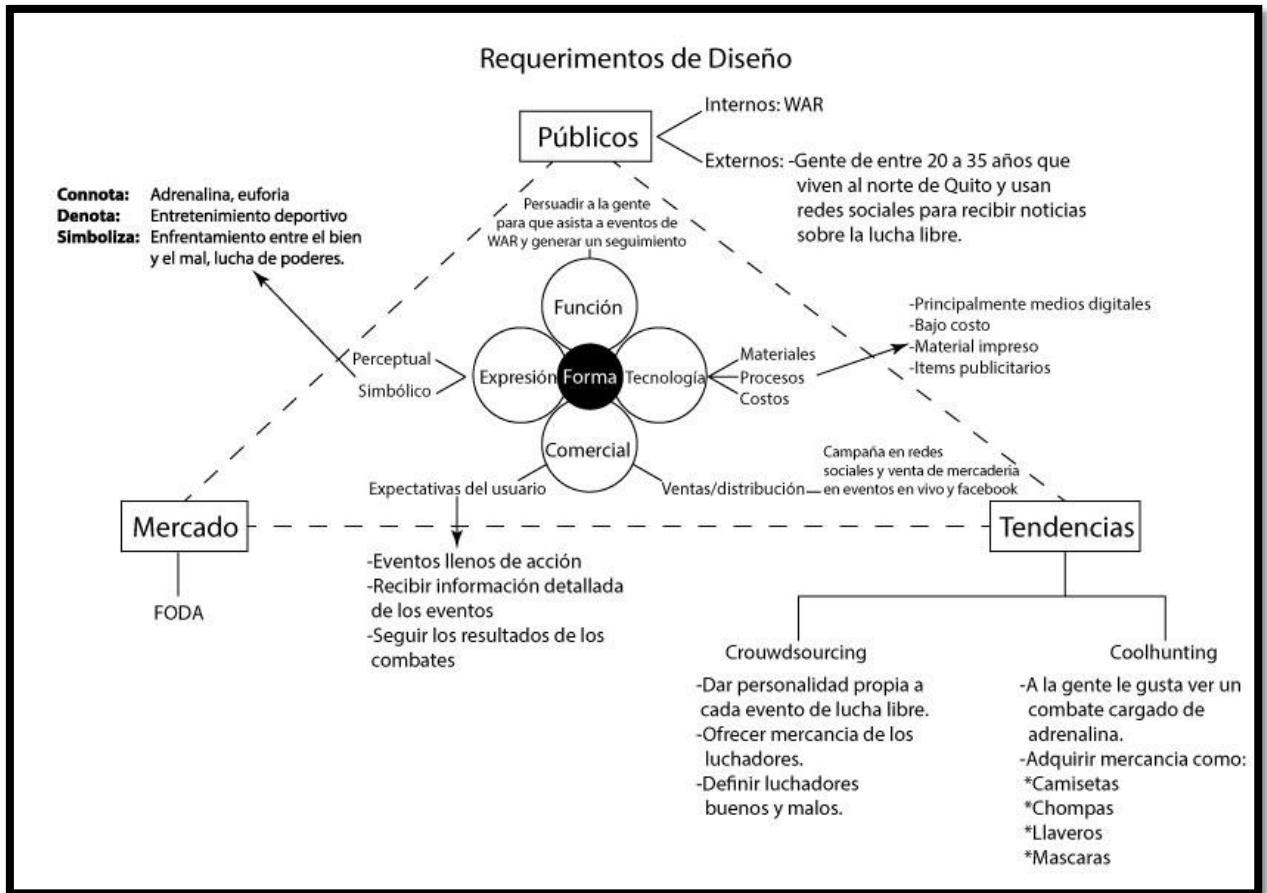 Requerimentos de Diseño
Públicos
Internos: WAR
Externos: -Gente de entre 20 a 35 años que
viven al norte de Quito y usan
redes sociales para recibir noticias
sobre la lucha libre.
Connota: Adrenalina, euforia
Denota: Entretenimiento deportivo
Simboliza: Enfrentamiento entre el bien
y el mal, lucha de poderes.
Persuadir a la gente
para que asista a eventos de
WAR y generar un seguimiento
Función
Perceptual
Simbólico
Expresión
Forma
Tecnología
Materiales
Procesos
Costos
-Principalmente medios digitales
-Bajo costo
-Material impreso
-Items publicitarios
Comercial
Expectativas del usuario
Ventas/distribución
Campaña en redes
sociales y venta de mercaderia
en eventos en vivo y facebook
Mercado
FODA
-Eventos llenos de acción
-Recibir información detallada
de los eventos
-Seguir los resultados de los
combates
Tendencias
Crouwdsourcing
-Dar personalidad propia a
cada evento de lucha libre.
-Ofrecer mercancia de los
luchadores.
-Definir luchadores
buenos y malos.
Coolhunting
-A la gente le gusta ver un
combate cargado de
adrenalina.
-Adquirir mercancia como:
*Camisetas
*Chompas
*Llaveros
*Mascaras